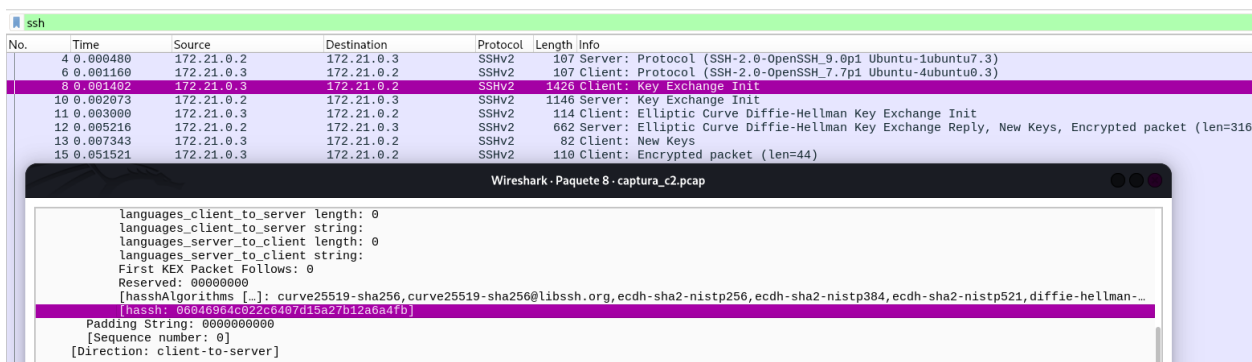 ssh
No. Time Source Destination Protocol Length Info
4 0.000480 172.21.0.2 172.21.0.3 SSHv2 107 Server: Protocol (SSH-2.0-OpenSSH_9.0p1 Ubuntu-1ubuntu7.3)
6 0.001160 172.21.0.3 172.21.0.2 SSHv2 107 Client: Protocol (SSH-2.0-OpenSSH_7.7p1 Ubuntu-4ubuntu0.3)
8 0.001402 172.21.0.3 172.21.0.2 SSHv2 1426 Client: Key Exchange Init
10 0.002073 172.21.0.2 172.21.0.3 SSHv2 1146 Server: Key Exchange Init
11 0.003000 172.21.0.3 172.21.0.2 SSHv2 114 Client: Elliptic Curve Diffie-Hellman Key Exchange Init
12 0.005216 172.21.0.2 172.21.0.3 SSHv2 662 Server: Elliptic Curve Diffie-Hellman Key Exchange Reply, New Keys, Encrypted packet (len=316
13 0.007343 172.21.0.3 172.21.0.2 SSHv2 82 Client: New Keys
15 0.051521 172.21.0.3 172.21.0.2 SSHv2 110 Client: Encrypted packet (len=44)
Wireshark · Paquete 8 · captura_c2.pcap
languages_client_to_server length: 0
languages_client_to_server string:
languages_server_to_client length: 0
languages_server_to_client string:
First KEX Packet Follows: 0
Reserved: 00000000
[hasshAlgorithms […]: curve25519-sha256,curve25519-sha256@libssh.org,ecdh-sha2-nistp256,ecdh-sha2-nistp384,ecdh-sha2-nistp521,diffie-hellman-…
[hassh: 06046964c022c6407d15a27b12a6a4fb]
Padding String: 0000000000
[Sequence number: 0]
[Direction: client-to-server]